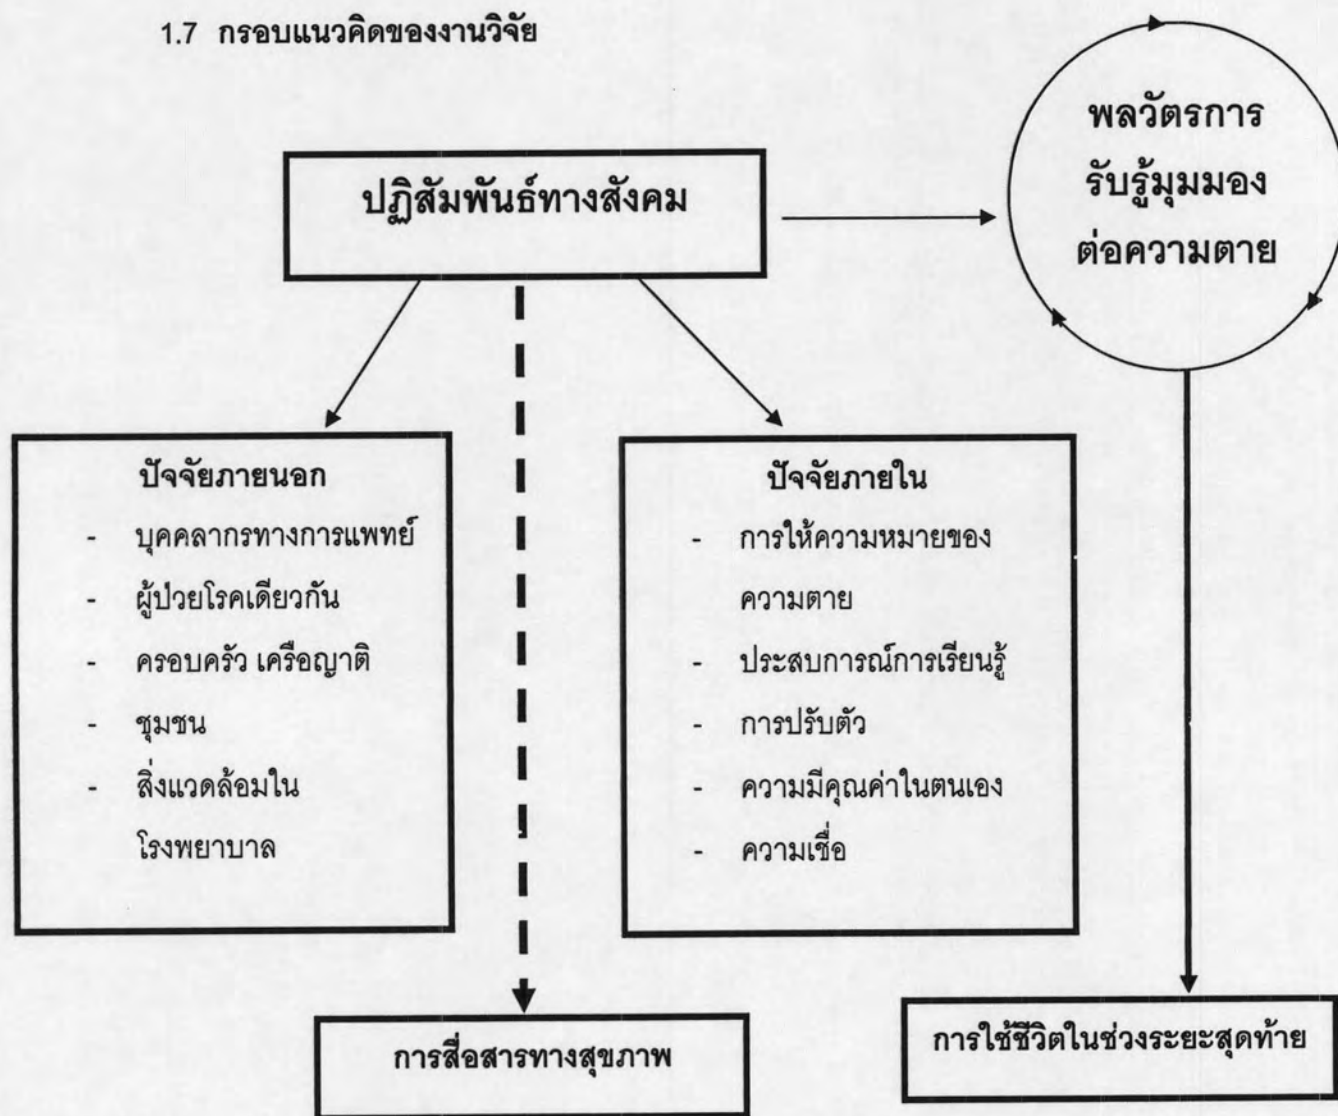 1.7 กรอบแนวคิดของงานวิจัย
ปฏิสัมพันธ์ทางสังคม
พลวัตรการ
รับรู้มุมมอง
ต่อความตาย
ปัจจัยภายนอก
- บุคคลากรทางการแพทย์
- ผู้ป่วยโรคเดียวกัน
- ครอบครัว เครือญาติ
- ชุมชน
- สิ่งแวดล้อมใน
โรงพยาบาล
ปัจจัยภายใน
- การให้ความหมายของ
ความตาย
- ประสบการณ์การเรียนรู้
- การปรับตัว
- ความมีคุณค่าในตนเอง
- ความเชื่อ
การสื่อสารทางสุขภาพ
การใช้ชีวิตในช่วงระยะสุดท้าย